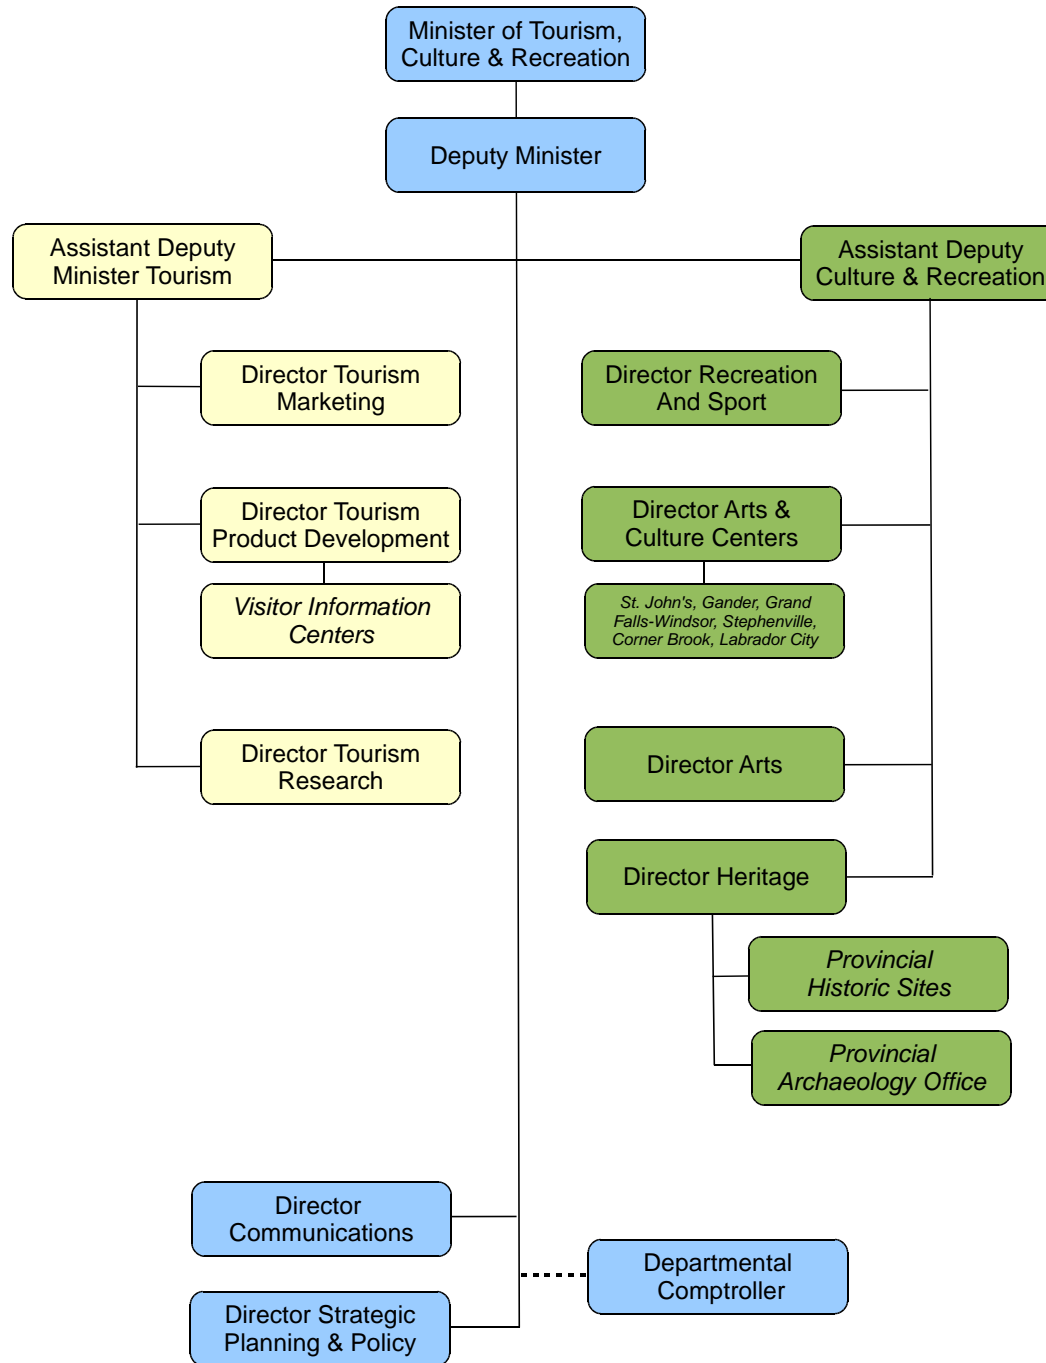 Minister of Tourism,
Culture & Recreation
Deputy Minister
Assistant Deputy
Minister Tourism
Assistant Deputy
Culture & Recreation
Director Tourism
Marketing
Director Recreation
And Sport
Director Tourism
Product Development
Director Arts &
Culture Centers
Visitor Information
Centers
St. John's, Gander, Grand
Falls-Windsor, Stephenville,
Corner Brook, Labrador City
Director Tourism
Research
Director Arts
Director Heritage
Provincial
Historic Sites
Provincial
Archaeology Office
Director
Communications
Departmental
Comptroller
Director Strategic
Planning & Policy